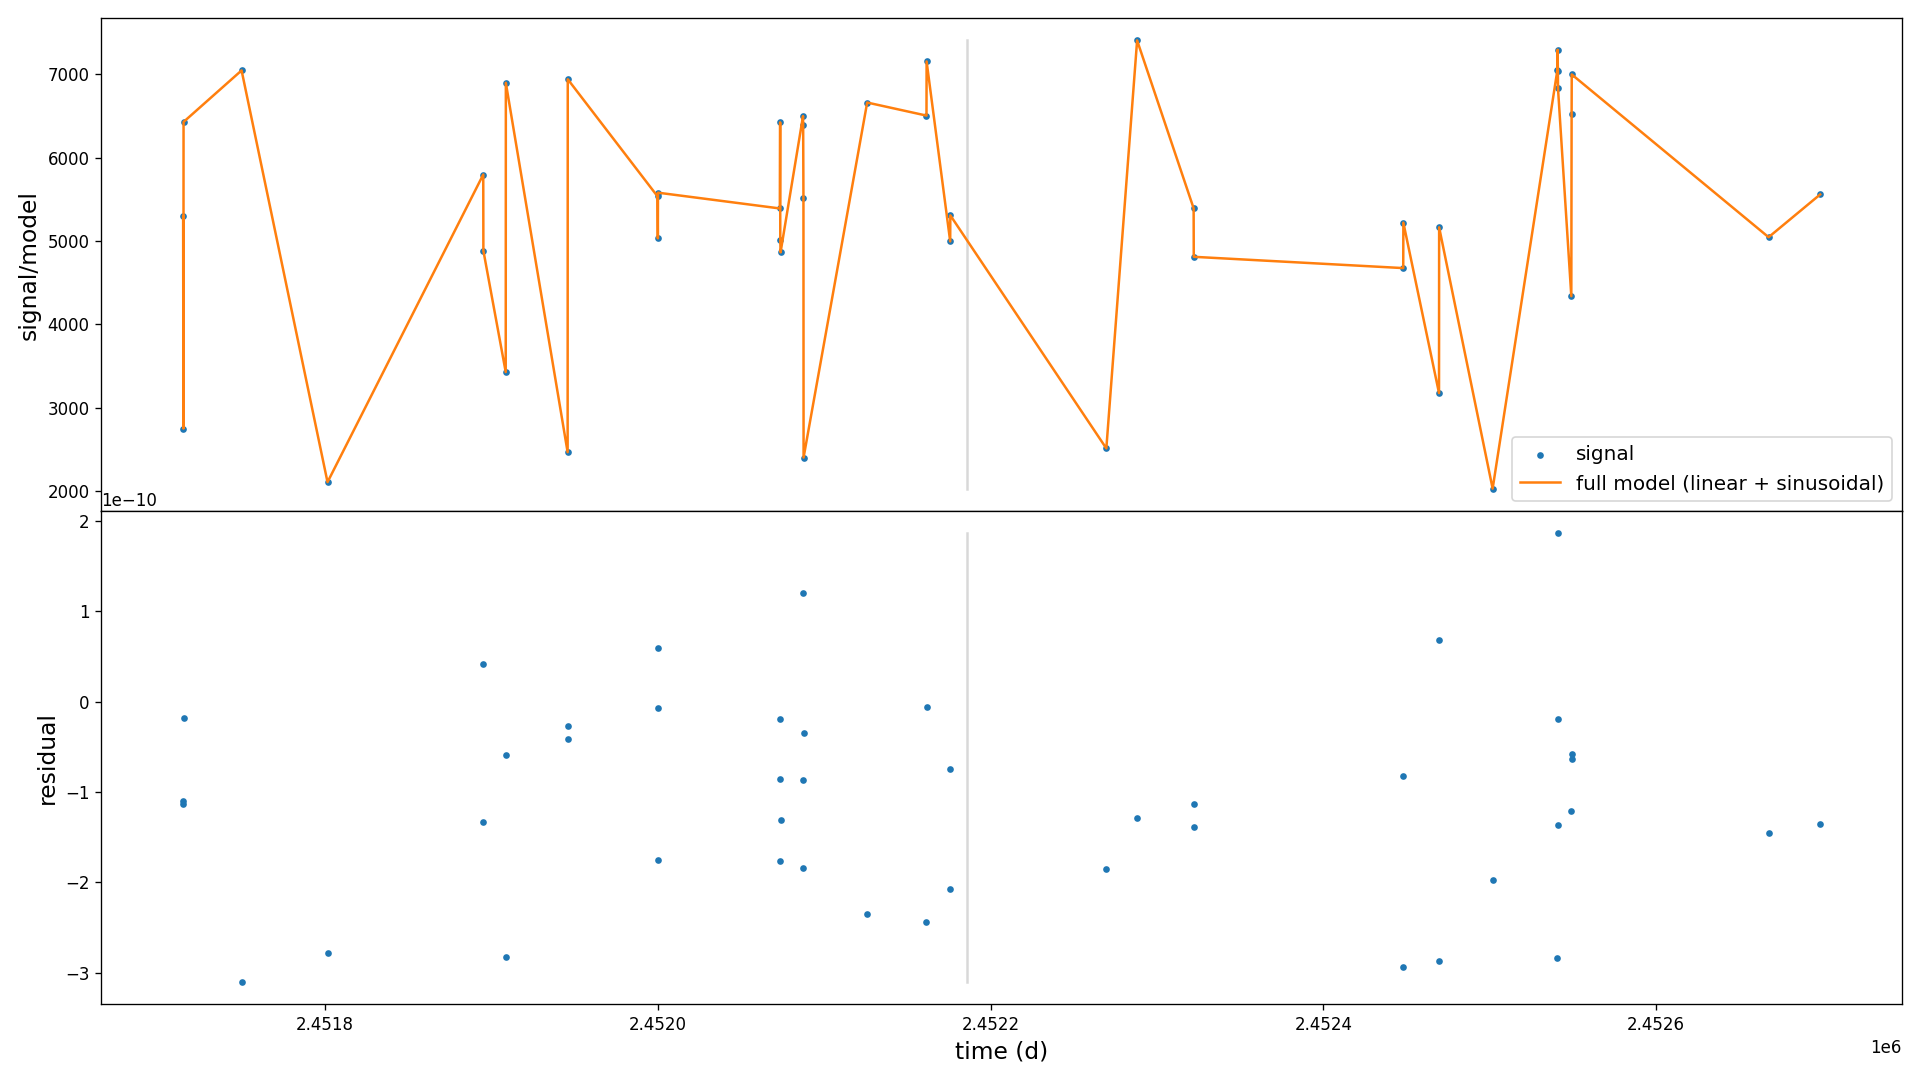 7000
6000
5000
4000
3000
2000
signal/model
signal
full model (linear + sinusoidal)
1e−10
2
1
0
−1
−2
−3
residual
2.4518
2.4520
2.4522
2.4524
2.4526
1e6
time (d)